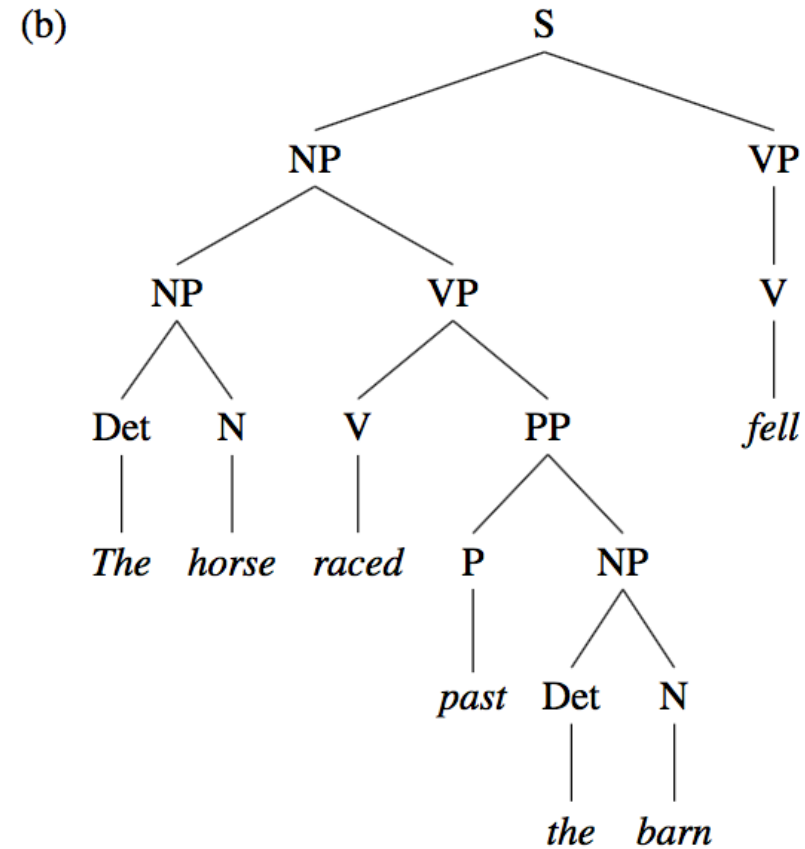 (b) S
NP VP
NP VP V
Det N V PP fell
The horse raced P NP
past Det N
the barn